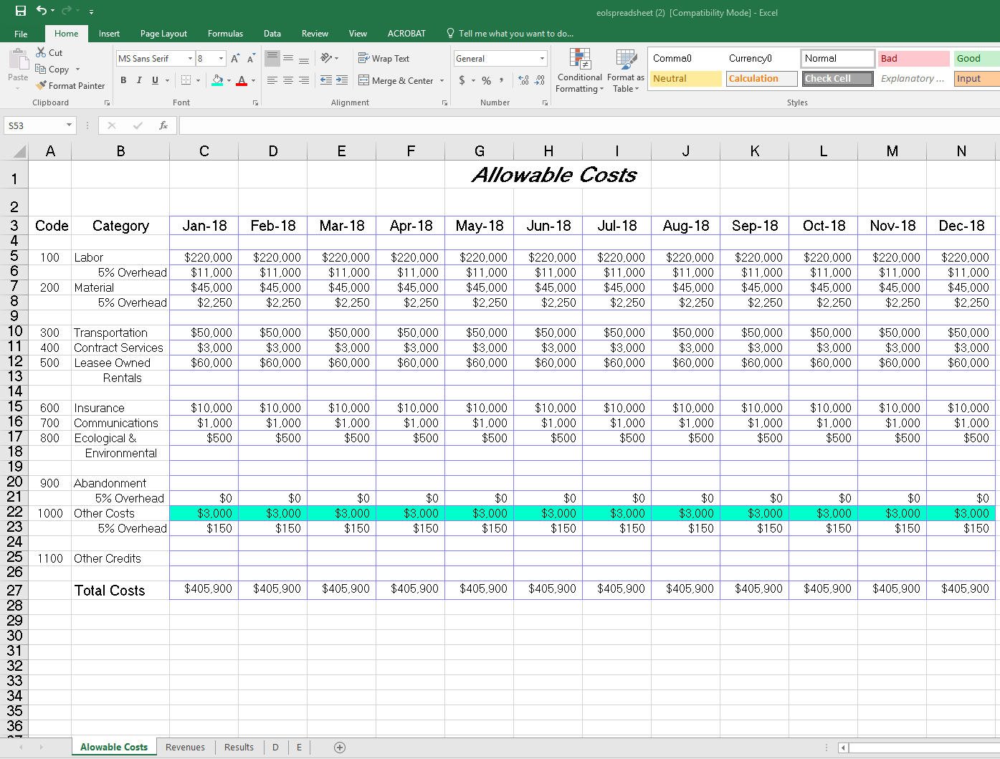 eolspreadsheet (2) [Compatibility Mode] - Excel
File Home Insert Page Layout Formulas Data Review View ACROBAT Tell me what you want to do...
Paste Cut Copy Format Painter Clipboard
MS Sans Serif 8 A A B I U A Font
Wrap Text Merge & Center Alignment
General $ % , .0 .00 .00 .0 Number
Conditional Formatting Format as Table
Comma0 Currency0 Normal Bad Good
Neutral Calculation Check Cell Explanatory ... Input
Styles
S53 fx
A B C D E F G H I J K L M N
1 Allowable Costs
2
3 Code Category Jan-18 Feb-18 Mar-18 Apr-18 May-18 Jun-18 Jul-18 Aug-18 Sep-18 Oct-18 Nov-18 Dec-18
4
5 100 Labor $220,000 $220,000 $220,000 $220,000 $220,000 $220,000 $220,000 $220,000 $220,000 $220,000 $220,000 $220,000
6 5% Overhead $11,000 $11,000 $11,000 $11,000 $11,000 $11,000 $11,000 $11,000 $11,000 $11,000 $11,000 $11,000
7 200 Material $45,000 $45,000 $45,000 $45,000 $45,000 $45,000 $45,000 $45,000 $45,000 $45,000 $45,000 $45,000
8 5% Overhead $2,250 $2,250 $2,250 $2,250 $2,250 $2,250 $2,250 $2,250 $2,250 $2,250 $2,250 $2,250
9
10 300 Transportation $50,000 $50,000 $50,000 $50,000 $50,000 $50,000 $50,000 $50,000 $50,000 $50,000 $50,000 $50,000
11 400 Contract Services $3,000 $3,000 $3,000 $3,000 $3,000 $3,000 $3,000 $3,000 $3,000 $3,000 $3,000 $3,000
12 500 Leasee Owned $60,000 $60,000 $60,000 $60,000 $60,000 $60,000 $60,000 $60,000 $60,000 $60,000 $60,000 $60,000
13 Rentals
14
15 600 Insurance $10,000 $10,000 $10,000 $10,000 $10,000 $10,000 $10,000 $10,000 $10,000 $10,000 $10,000 $10,000
16 700 Communications $1,000 $1,000 $1,000 $1,000 $1,000 $1,000 $1,000 $1,000 $1,000 $1,000 $1,000 $1,000
17 800 Ecological & $500 $500 $500 $500 $500 $500 $500 $500 $500 $500 $500 $500
18 Environmental
19
20 900 Abandonment
21 5% Overhead $0 $0 $0 $0 $0 $0 $0 $0 $0 $0 $0 $0
22 1000 Other Costs $3,000 $3,000 $3,000 $3,000 $3,000 $3,000 $3,000 $3,000 $3,000 $3,000 $3,000 $3,000
23 5% Overhead $150 $150 $150 $150 $150 $150 $150 $150 $150 $150 $150 $150
24
25 1100 Other Credits
26
27 Total Costs $405,900 $405,900 $405,900 $405,900 $405,900 $405,900 $405,900 $405,900 $405,900 $405,900 $405,900 $405,900
28
29
30
31
32
33
34
35
36
Alowable Costs Revenues Results D E